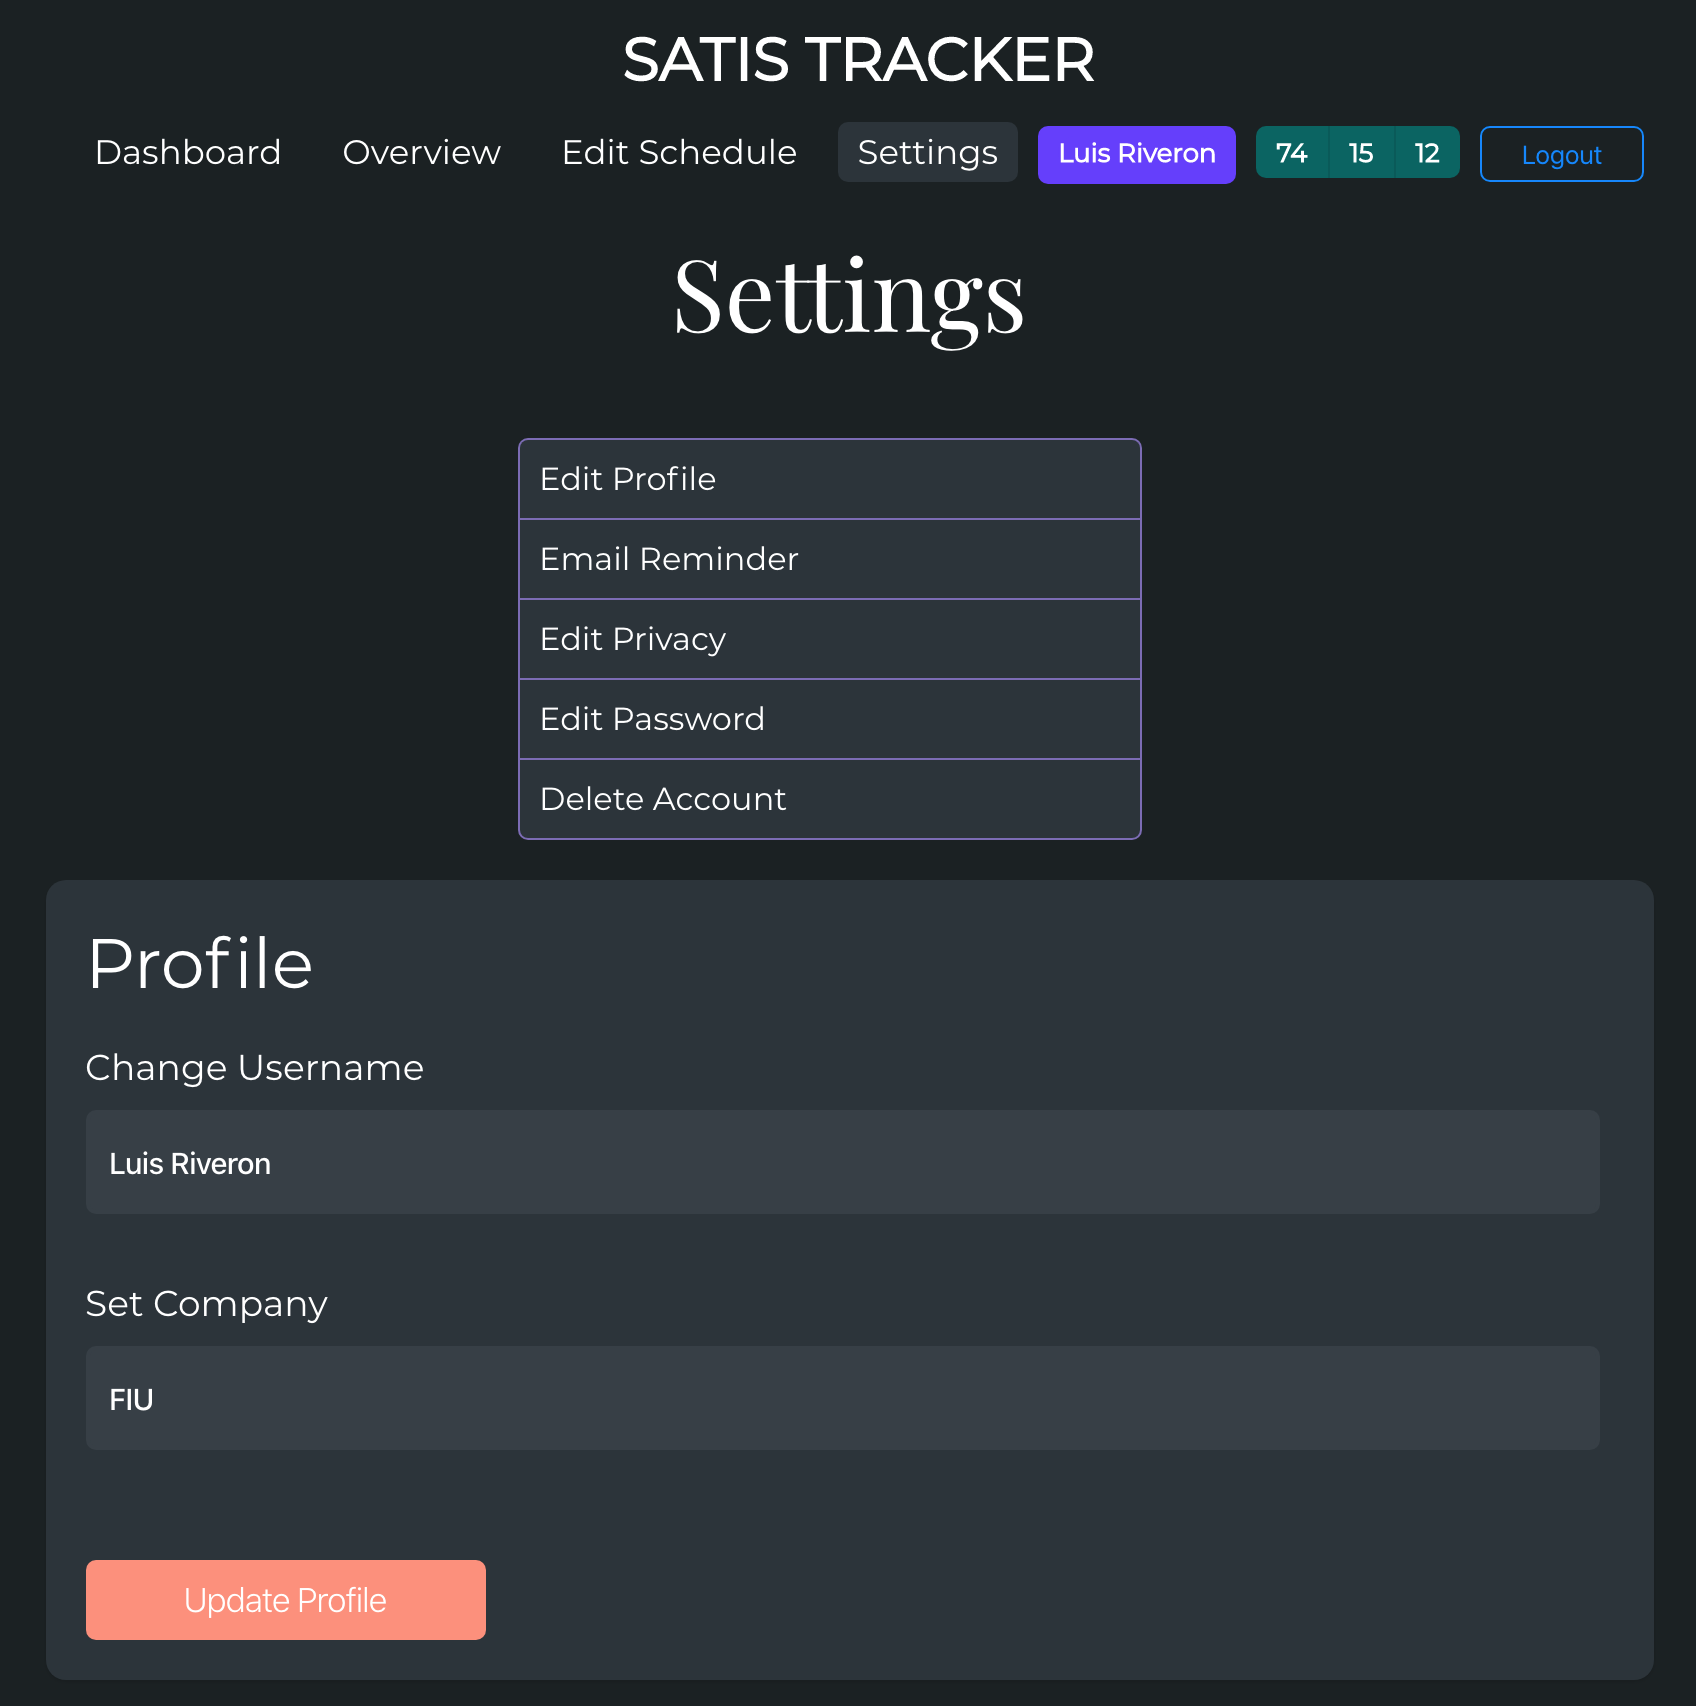 SATIS TRACKER
Dashboard Overview Edit Schedule Settings Luis Riveron 74 15 12 Logout
Settings
Edit Profile
Email Reminder
Edit Privacy
Edit Password
Delete Account
Profile
Change Username
Luis Riveron
Set Company
FIU
Update Profile